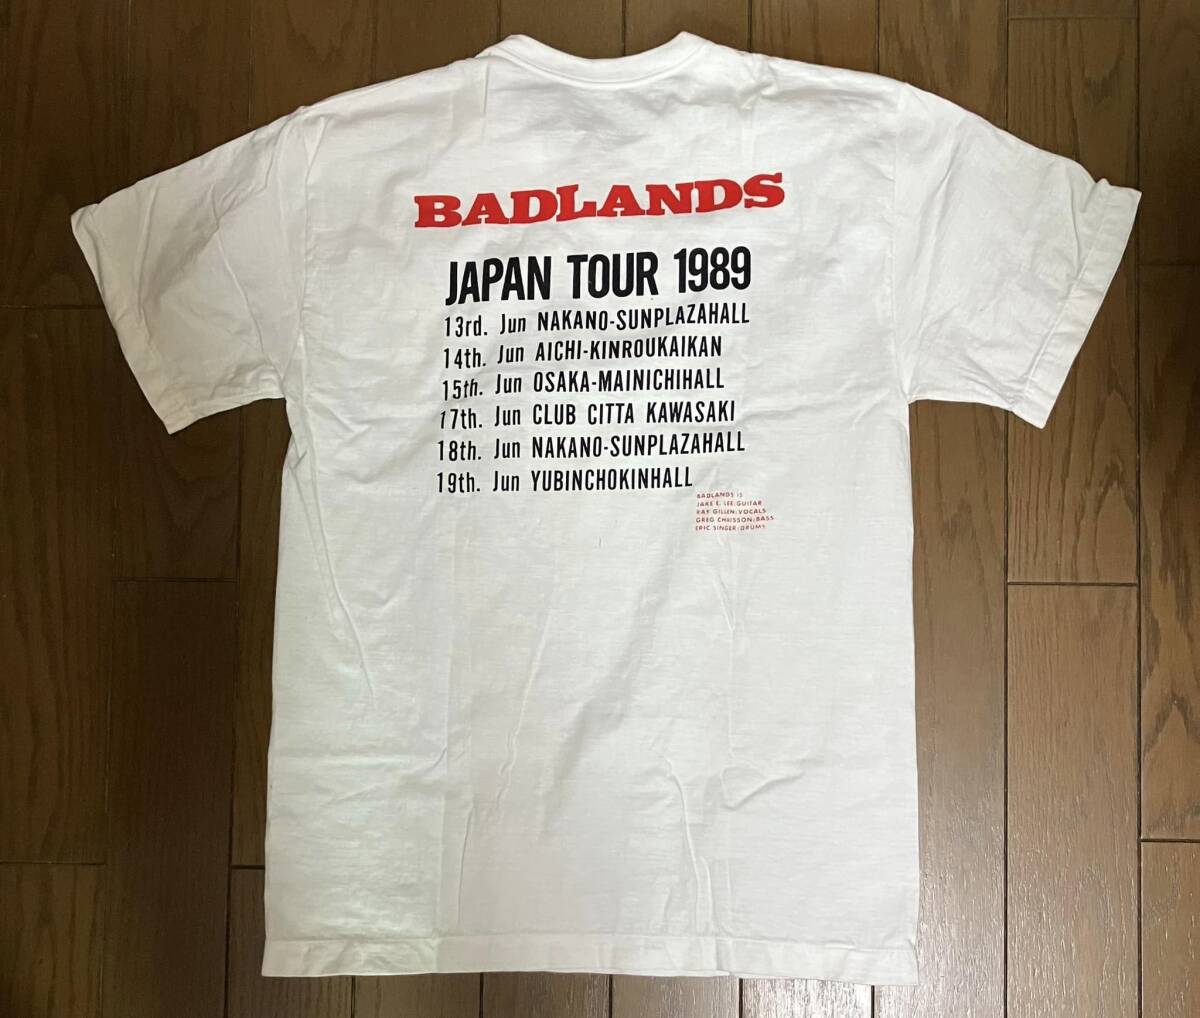 BADLANDS
JAPAN TOUR 1989
13rd. Jun NAKANO-SUNPLAZAHALL
14th. Jun AICHI-KINROUKAIKAN
15th. Jun OSAKA-MAINICHIHALL
17th. Jun CLUB CITTA KAWASAKI
18th. Jun NAKANO-SUNPLAZAHALL
19th. Jun YUBINCHOKINHALL
BADLANDS is
JAKE E. LEE:GUITAR
RAY GILLEN:VOCALS
GREG CHAISSON:BASS
ERIC SINGER:DRUMS